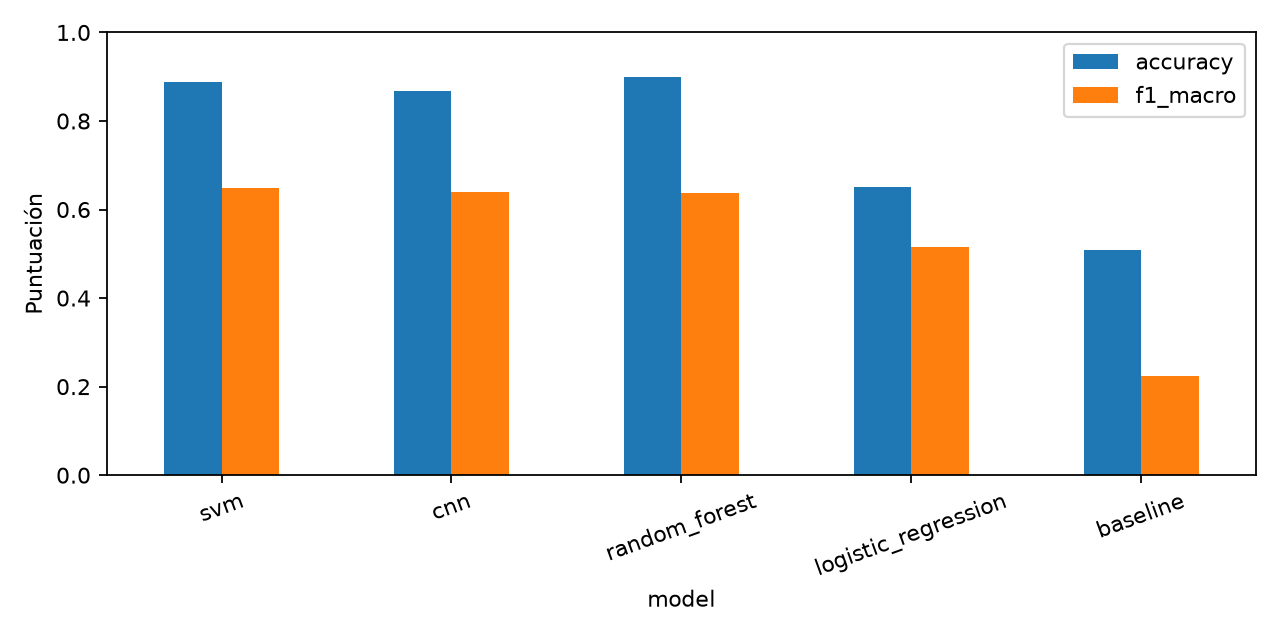 1.0
0.8
0.6
0.4
0.2
0.0
Puntuación
accuracy
f1_macro
svm
cnn
random_forest
logistic_regression
baseline
model